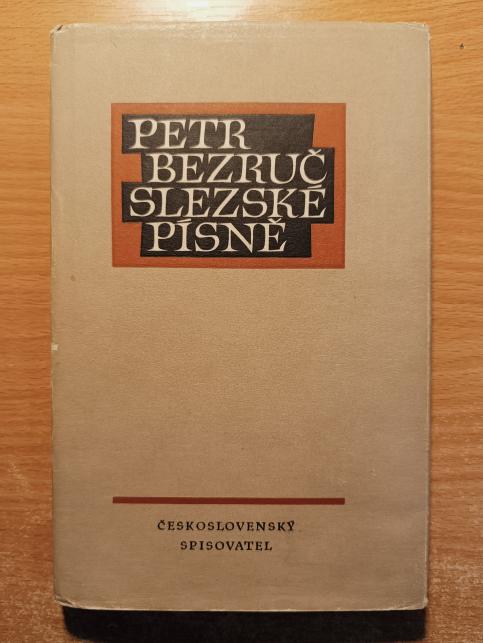 PETR
BEZRUČ
SLEZSKÉ
PÍSNĚ
ČESKOSLOVENSKÝ
SPISOVATEL